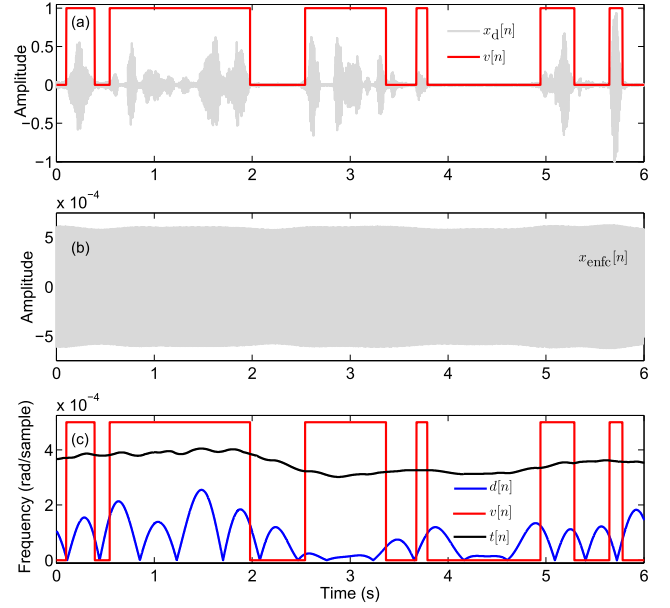 (a)
x_d[n]
v[n]
Amplitude
1
0.5
0
−0.5
−1
0 1 2 3 4 5 6
x 10^−4
(b)
x_enfc[n]
Amplitude
5
0
−5
0 1 2 3 4 5 6
x 10^−4
(c)
d[n]
v[n]
t[n]
Frequency (rad/sample)
4
2
0
0 1 2 3 4 5 6
Time (s)